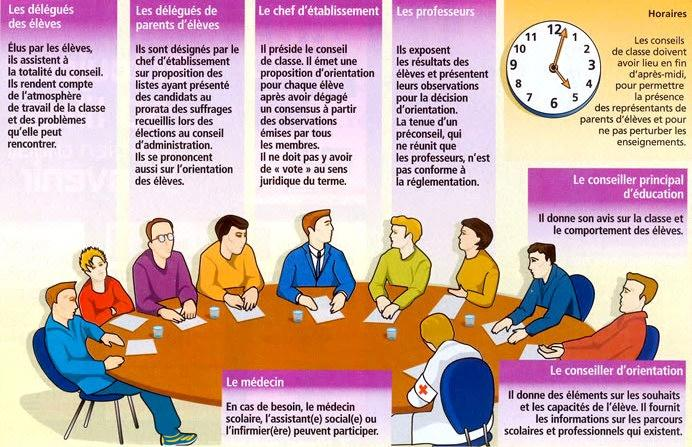 Les délégués
des élèves
Élus par les élèves,
ils assistent à
la totalité du conseil.
Ils rendent compte
de l'atmosphère
de travail de la classe
et des problèmes
qu'elle peut
rencontrer.
Les délégués de
parents d'élèves
Ils sont désignés par le
chef d'établissement
sur proposition des
listes ayant présenté
des candidats au
prorata des suffrages
recueillis lors des
élections au conseil
d'administration.
Ils se prononcent
aussi sur l'orientation
des élèves.
Le chef d'établissement
Il préside le conseil
de classe. Il émet une
proposition d'orientation
pour chaque élève
après avoir dégagé
un consensus à partir
des observations
émises par tous
les membres.
Il ne doit pas y avoir
de « vote » au sens
juridique du terme.
Les professeurs
Ils exposent
les résultats des
élèves et présentent
leurs observations
pour la décision
d'orientation.
La tenue d'un
préconseil, qui
ne réunit que
les professeurs, n'est
pas conforme à
la réglementation.
12
1
2
3
4
5
6
7
8
9
10
11
Horaires
Les conseils
de classe doivent
avoir lieu en fin
d'après-midi,
pour permettre
la présence
des représentants de
parents d'élèves et pour
ne pas perturber les
enseignements.
Le conseiller principal
d'éducation
Il donne son avis sur la classe et
le comportement des élèves.
Le médecin
En cas de besoin, le médecin
scolaire, l'assistant(e) social(e) ou
l'infirmier(ère) peuvent participer.
Le conseiller d'orientation
Il donne des éléments sur les souhaits
et les capacités de l'élève. Il fournit
les informations sur les parcours
scolaires et professionnels qui existent.